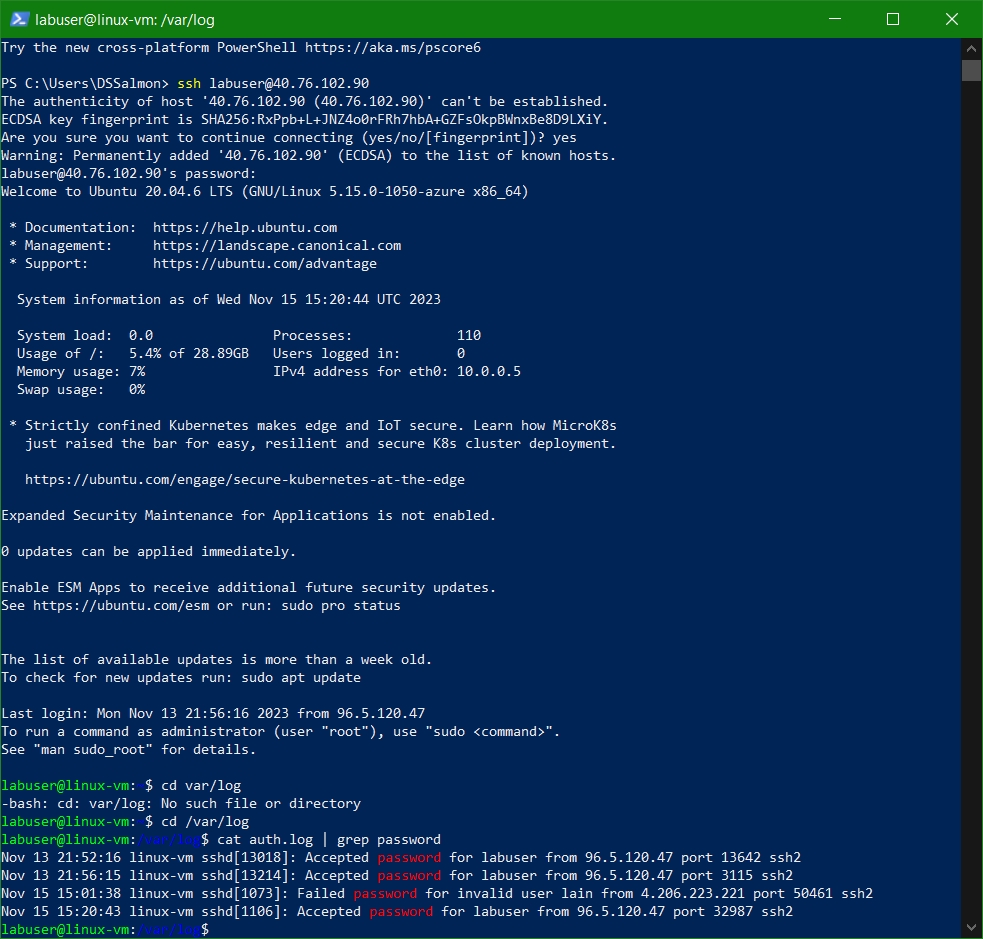 labuser@linux-vm: /var/log
Try the new cross-platform PowerShell https://aka.ms/pscore6
PS C:\Users\DSSalmon> ssh labuser@40.76.102.90
The authenticity of host '40.76.102.90 (40.76.102.90)' can't be established.
ECDSA key fingerprint is SHA256:RxPpb+L+JNZ4o0rFRh7hbA+GZFsOkpBWnxBe8D9LXiY.
Are you sure you want to continue connecting (yes/no/[fingerprint])? yes
Warning: Permanently added '40.76.102.90' (ECDSA) to the list of known hosts.
labuser@40.76.102.90's password:
Welcome to Ubuntu 20.04.6 LTS (GNU/Linux 5.15.0-1050-azure x86_64)
* Documentation:  https://help.ubuntu.com
* Management:     https://landscape.canonical.com
* Support:        https://ubuntu.com/advantage
System information as of Wed Nov 15 15:20:44 UTC 2023
System load:  0.0               Processes:             110
Usage of /:   5.4% of 28.89GB   Users logged in:       0
Memory usage: 7%                IPv4 address for eth0: 10.0.0.5
Swap usage:   0%
* Strictly confined Kubernetes makes edge and IoT secure. Learn how MicroK8s
just raised the bar for easy, resilient and secure K8s cluster deployment.
https://ubuntu.com/engage/secure-kubernetes-at-the-edge
Expanded Security Maintenance for Applications is not enabled.
0 updates can be applied immediately.
Enable ESM Apps to receive additional future security updates.
See https://ubuntu.com/esm or run: sudo pro status
The list of available updates is more than a week old.
To check for new updates run: sudo apt update
Last login: Mon Nov 13 21:56:16 2023 from 96.5.120.47
To run a command as administrator (user "root"), use "sudo <command>".
See "man sudo_root" for details.
labuser@linux-vm: $ cd var/log
-bash: cd: var/log: No such file or directory
labuser@linux-vm: $ cd /var/log
labuser@linux-vm:/var/log$ cat auth.log | grep password
Nov 13 21:52:16 linux-vm sshd[13018]: Accepted password for labuser from 96.5.120.47 port 13642 ssh2
Nov 13 21:56:15 linux-vm sshd[13214]: Accepted password for labuser from 96.5.120.47 port 3115 ssh2
Nov 15 15:01:38 linux-vm sshd[1073]: Failed password for invalid user lain from 4.206.223.221 port 50461 ssh2
Nov 15 15:20:43 linux-vm sshd[1106]: Accepted password for labuser from 96.5.120.47 port 32987 ssh2
labuser@linux-vm:/var/log$